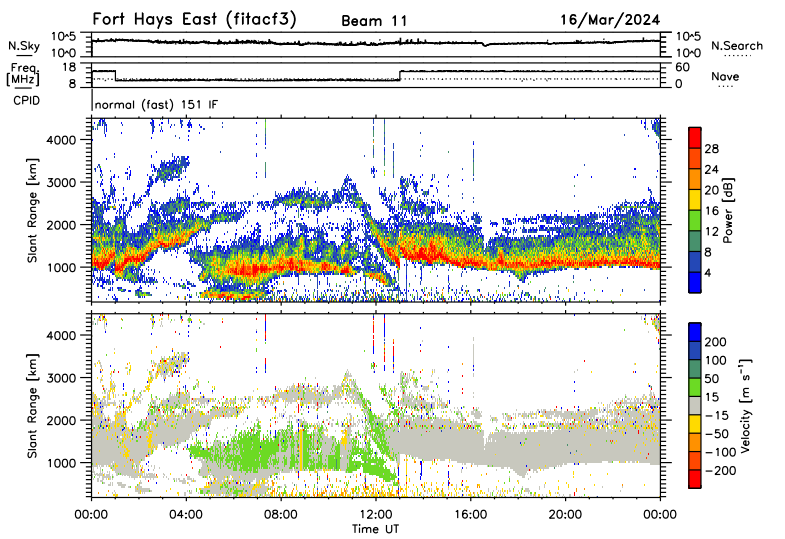 Fort Hays East (fitacf3) Beam 11 16/Mar/2024
N.Sky 10^5 10^0 10^5 10^0 N.Search
Freq. [MHz] 18 8 60 0 Nave
CPID normal (fast) 151 IF
Slant Range [km] 4000 3000 2000 1000
Power [dB] 28 24 20 16 12 8 4
Slant Range [km] 4000 3000 2000 1000
Velocity [m s⁻¹] 200 100 50 15 -15 -50 -100 -200
00:00 04:00 08:00 12:00 16:00 20:00 00:00
Time UT